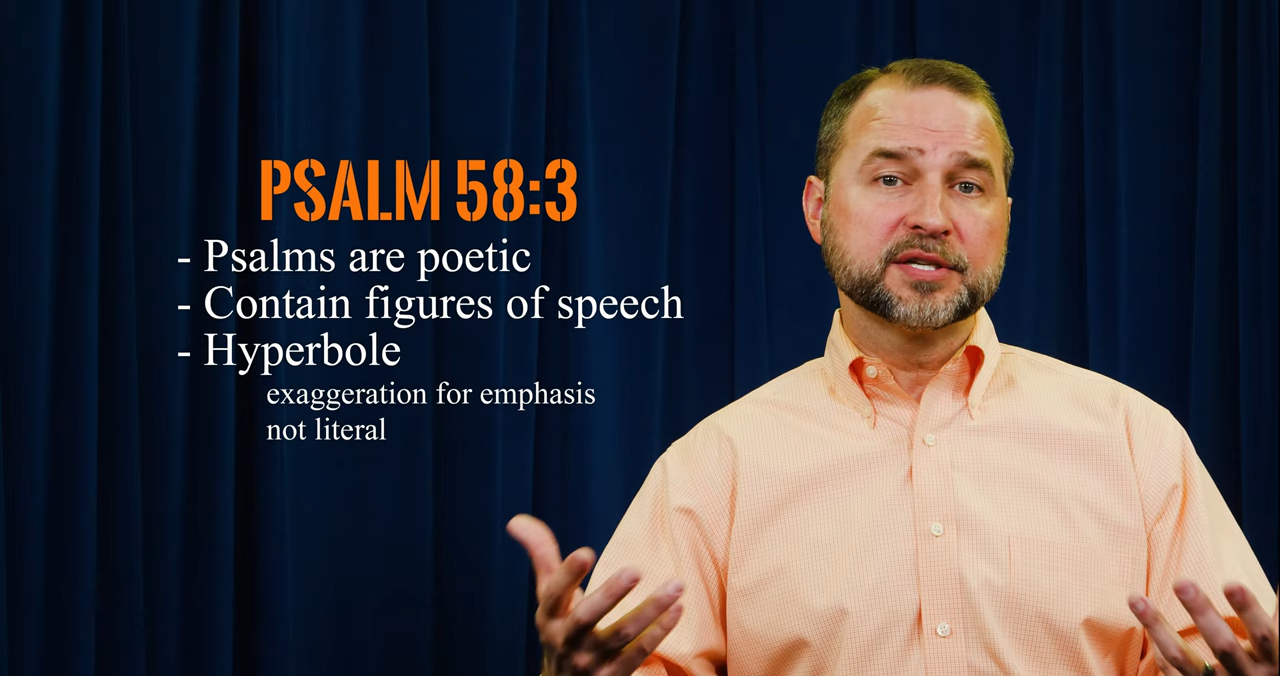 PSALM 58:3
- Psalms are poetic
- Contain figures of speech
- Hyperbole
exaggeration for emphasis
not literal